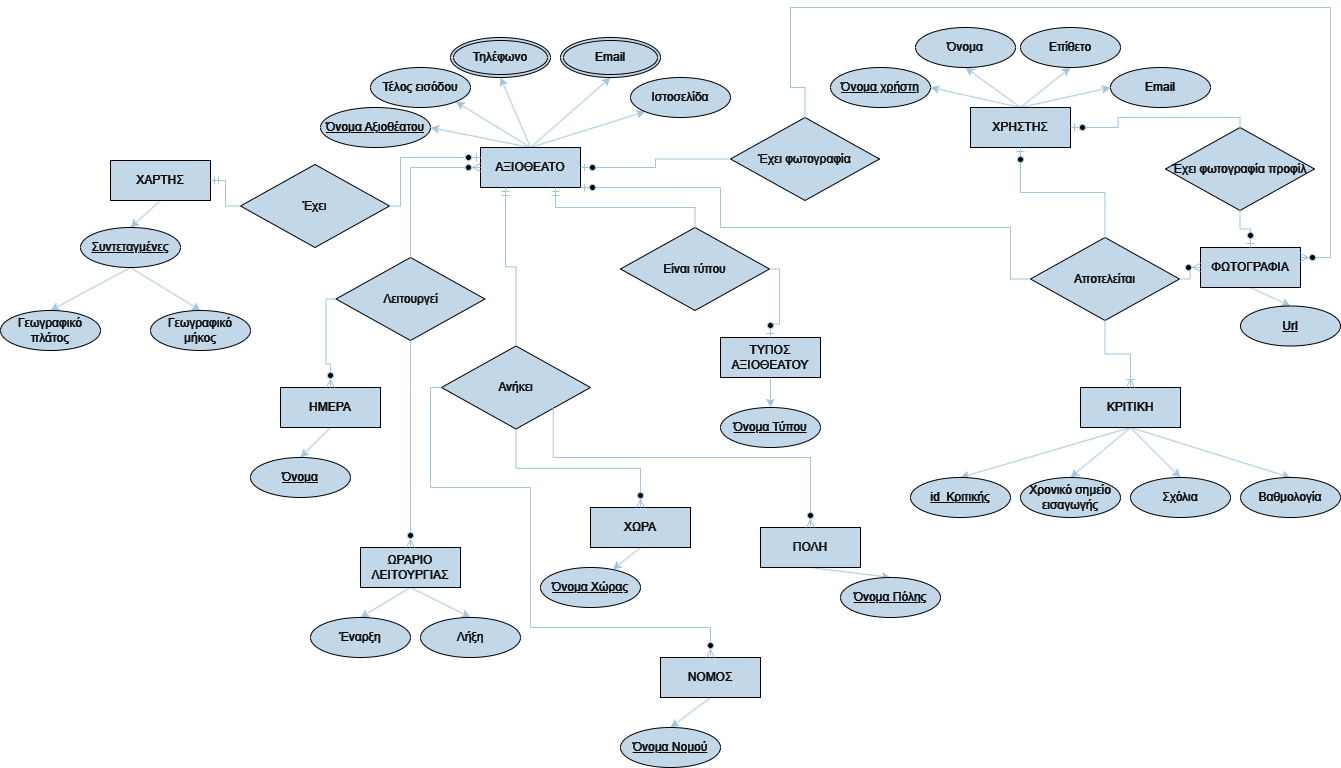 Όνομα
Επίθετο
Τηλέφωνο
Email
Τέλος εισόδου
Όνομα χρήστη
Email
Ιστοσελίδα
Όνομα Αξιοθέατου
ΧΡΗΣΤΗΣ
ΑΞΙΟΘΕΑΤΟ
Έχει φωτογραφία
Έχει φωτογραφία προφίλ
ΧΑΡΤΗΣ
Έχει
Συντεταγμένες
Είναι τύπου
ΦΩΤΟΓΡΑΦΙΑ
Αποτελείται
Λειτουργεί
Γεωγραφικό
πλάτος
Γεωγραφικό
μήκος
Url
ΤΥΠΟΣ
ΑΞΙΟΘΕΑΤΟΥ
Ανήκει
ΗΜΕΡΑ
ΚΡΙΤΙΚΗ
Όνομα Τύπου
Όνομα
id_Κριτικής
Χρονικό σημείο
εισαγωγής
Σχόλια
Βαθμολογία
ΧΩΡΑ
ΠΟΛΗ
ΩΡΑΡΙΟ
ΛΕΙΤΟΥΡΓΙΑΣ
Όνομα Χώρας
Όνομα Πόλης
Έναρξη
Λήξη
ΝΟΜΟΣ
Όνομα Νομού